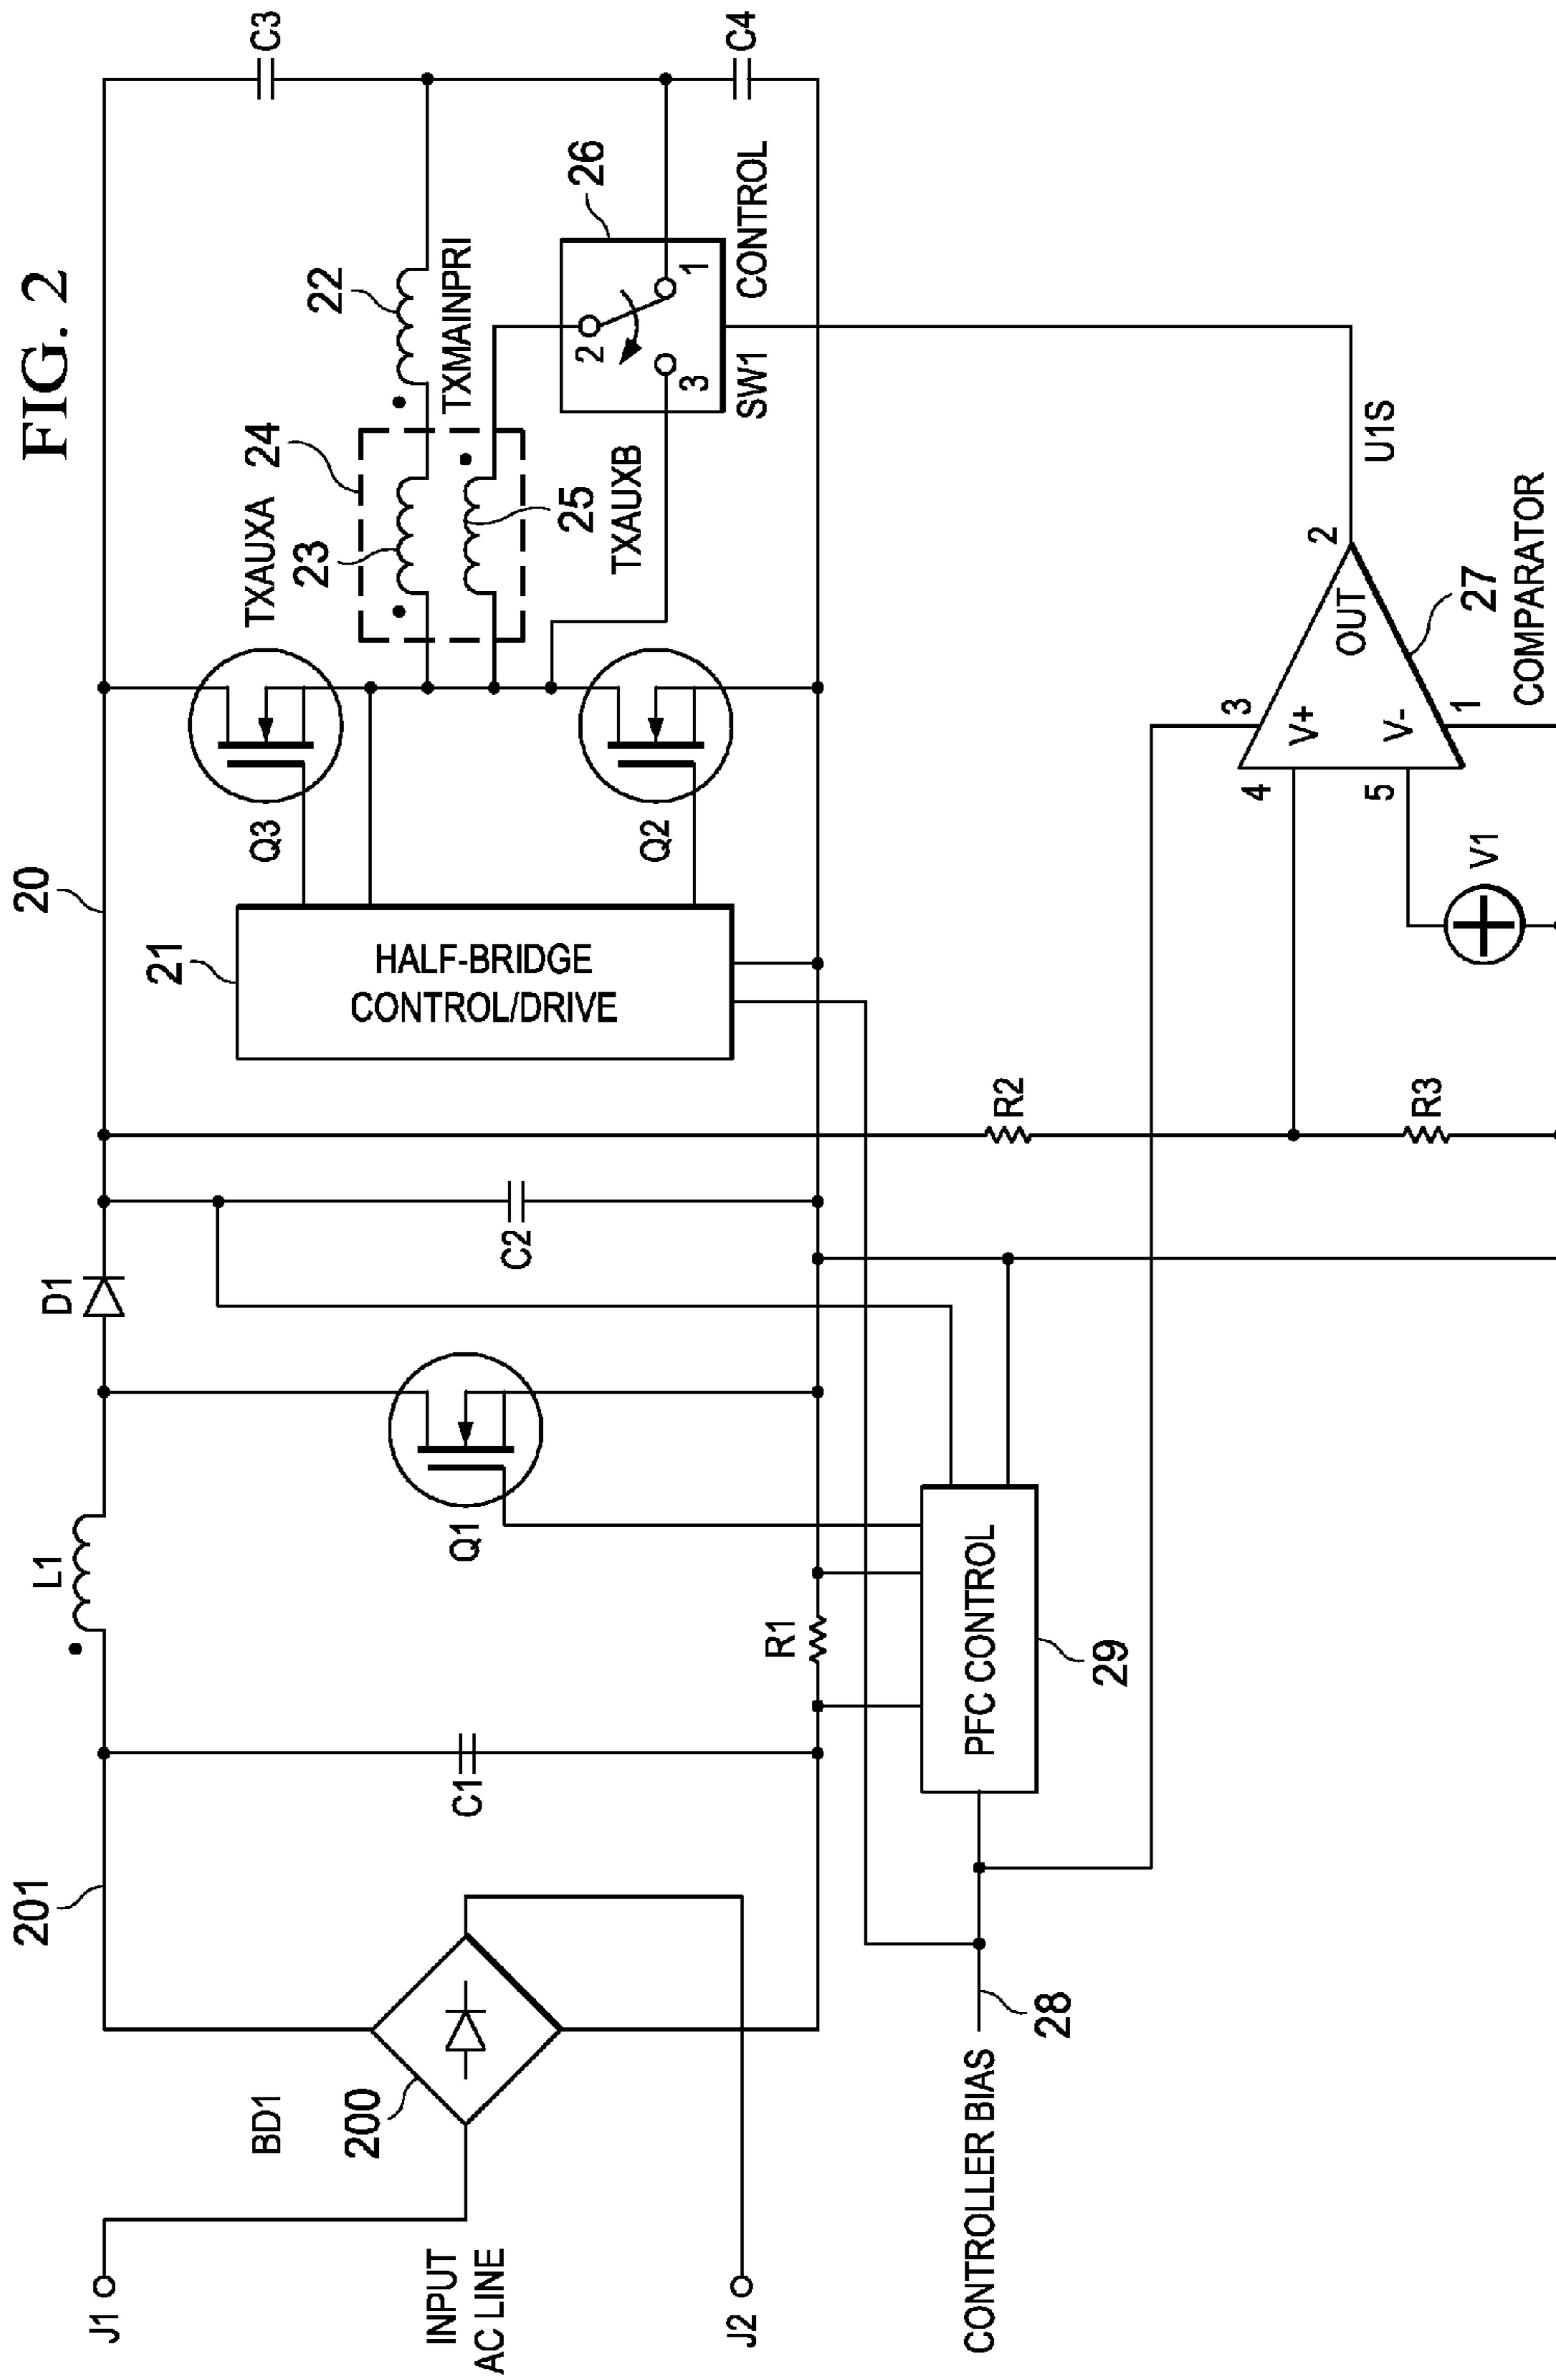 FIG. 2
J1
INPUT
AC LINE
J2
BD1
200
201
C1
L1
R1
Q1
D1
C2
20
21
HALF-BRIDGE
CONTROL/DRIVE
Q3
Q2
TXAUXA
23
24
25
TXAUXB
22
TXMAINPRI
26
1
2
3
SW1
CONTROL
C3
C4
CONTROLLER BIAS
28
PFC CONTROL
29
R2
R3
V1
4
5
3
V+
V-
OUT
2
1
U1S
27
COMPARATOR